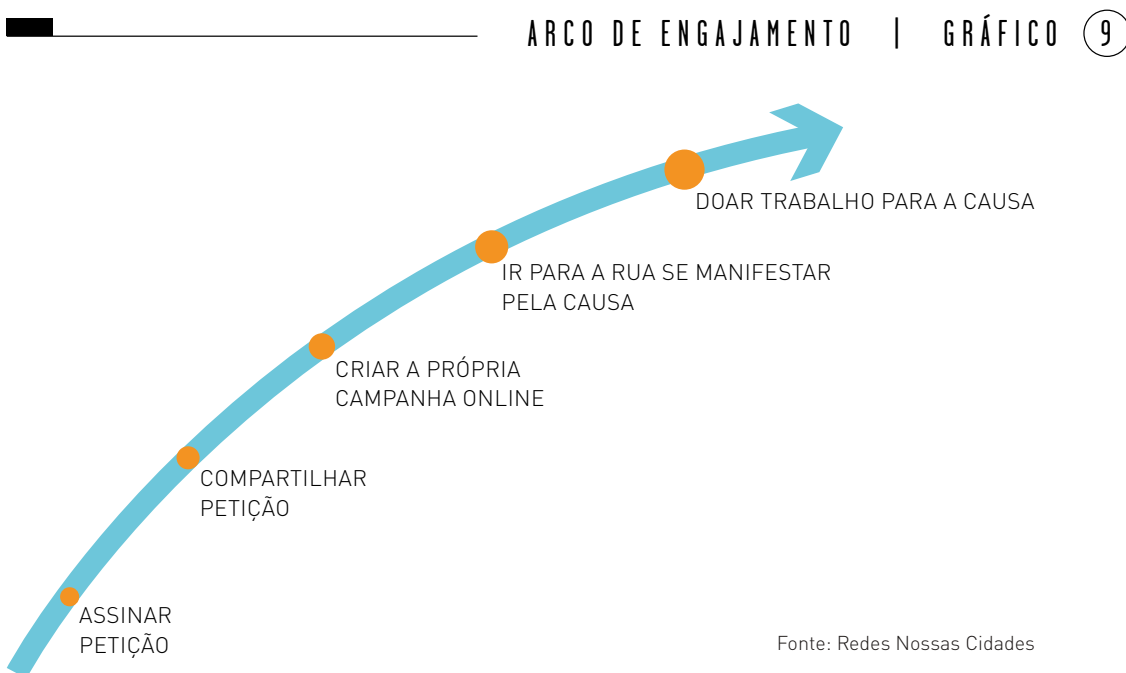 ARCO DE ENGAJAMENTO | GRÁFICO 9
DOAR TRABALHO PARA A CAUSA
IR PARA A RUA SE MANIFESTAR
PELA CAUSA
CRIAR A PRÓPRIA
CAMPANHA ONLINE
COMPARTILHAR
PETIÇÃO
ASSINAR
PETIÇÃO
Fonte: Redes Nossas Cidades